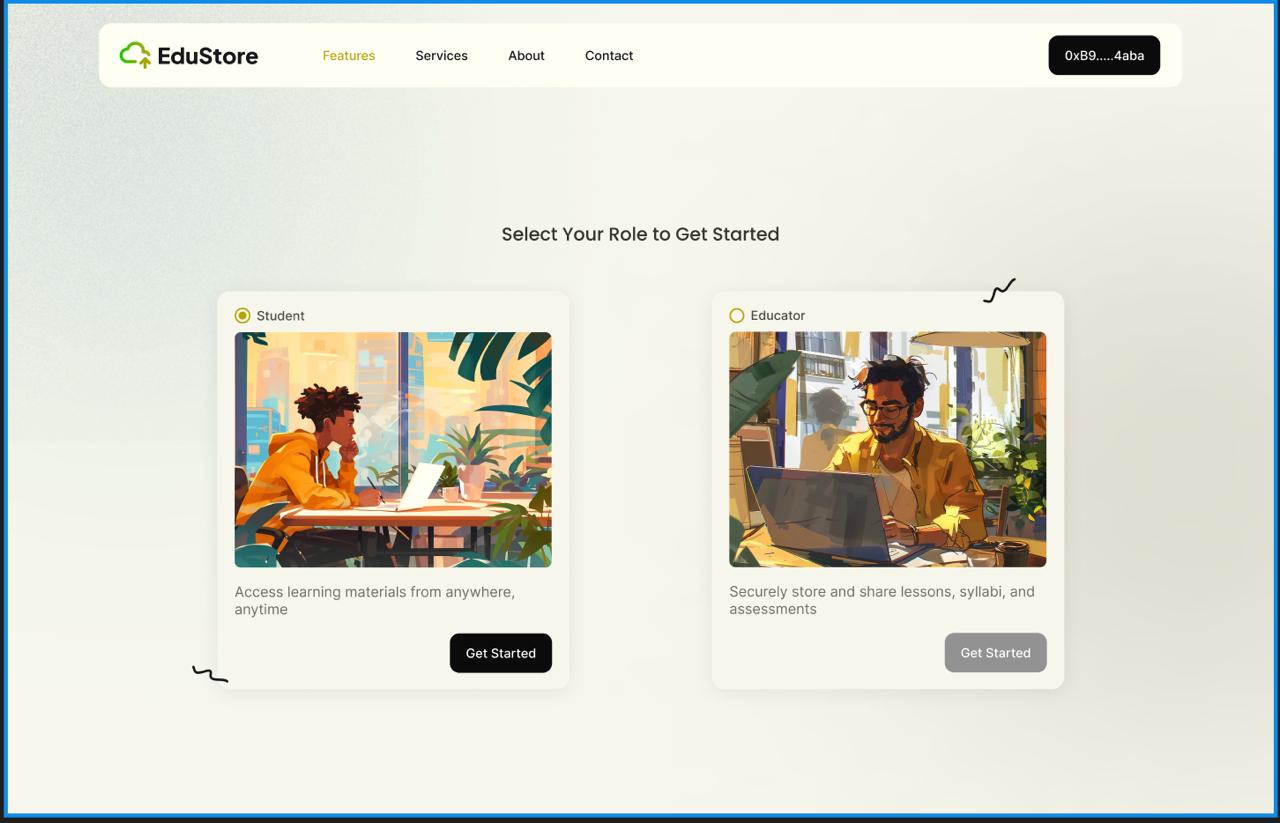 EduStore
Features
Services
About
Contact
0xB9.....4aba
Select Your Role to Get Started
Student
Access learning materials from anywhere,
anytime
Get Started
Educator
Securely store and share lessons, syllabi, and
assessments
Get Started